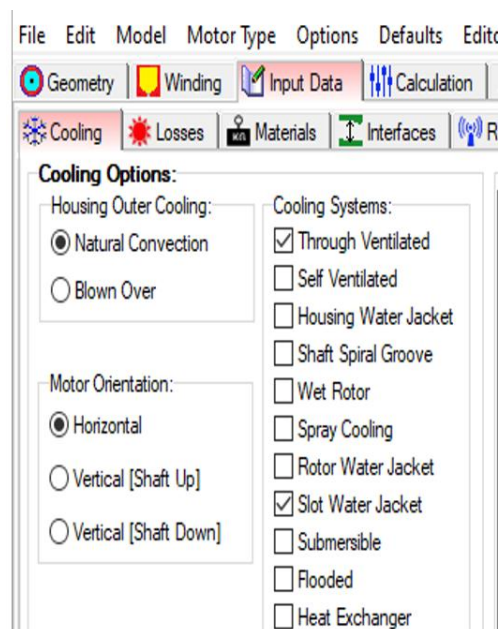 File Edit Model Motor Type Options Defaults
Geometry Winding Input Data Calculation
Cooling Losses Materials Interfaces
Cooling Options:
Housing Outer Cooling:
Natural Convection
Blown Over
Motor Orientation:
Horizontal
Vertical [Shaft Up]
Vertical [Shaft Down]
Cooling Systems:
Through Ventilated
Self Ventilated
Housing Water Jacket
Shaft Spiral Groove
Wet Rotor
Spray Cooling
Rotor Water Jacket
Slot Water Jacket
Submersible
Flooded
Heat Exchanger